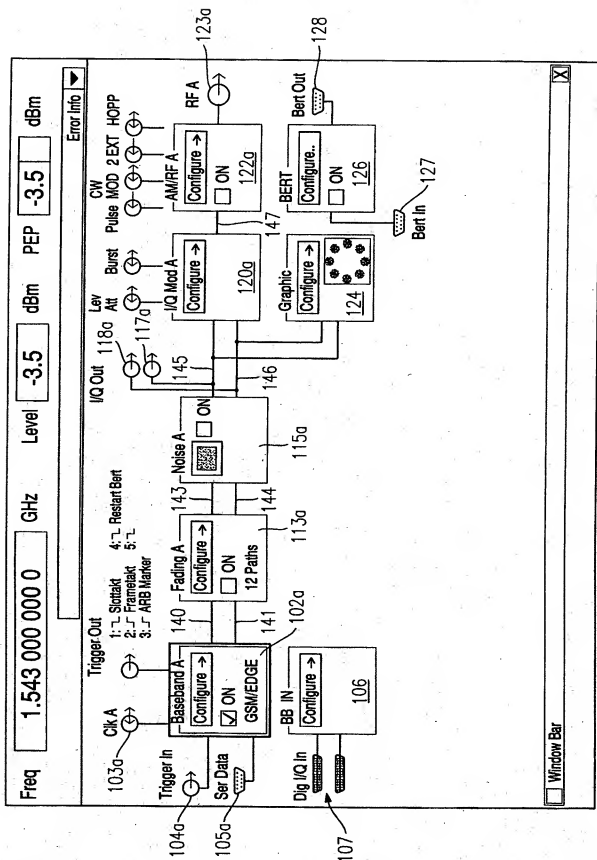 Freq 1.543 000 000 0 GHz Level -3.5 dBm PEP -3.5 dBm
Error Info
Clk A
103a
Trigger Out
1: Slottakt
2: Frametakt
3: ARB Marker
4: Restart Bert
5:
I/Q Out
118a
117a
Lev Att
Burst
CW
Pulse MOD 2 EXT HOPP
123a
RF A
104a
Trigger In
105a
Ser Data
Baseband A
Configure →
ON
GSM/EDGE
102a
140
141
Fading A
Configure →
ON
12 Paths
113a
143
144
Noise A
ON
115a
145
146
I/Q Mod A
Configure →
120a
147
AM/RF A
Configure →
ON
122a
Dig I/Q In
107
BB IN
Configure →
106
Graphic
Configure →
124
BERT
Configure...
ON
126
Bert Out
128
Bert In
127
Window Bar
X